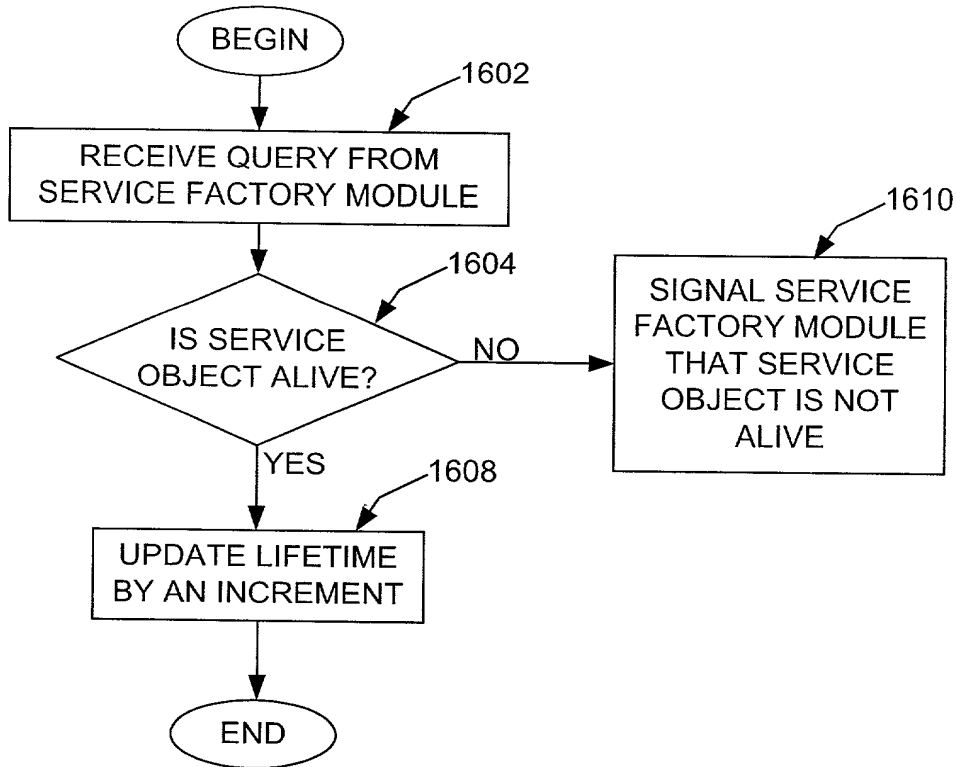 BEGIN
1602
RECEIVE QUERY FROM
SERVICE FACTORY MODULE
1604
IS SERVICE
OBJECT ALIVE?
NO
1610
SIGNAL SERVICE
FACTORY MODULE
THAT SERVICE
OBJECT IS NOT
ALIVE
YES
1608
UPDATE LIFETIME
BY AN INCREMENT
END